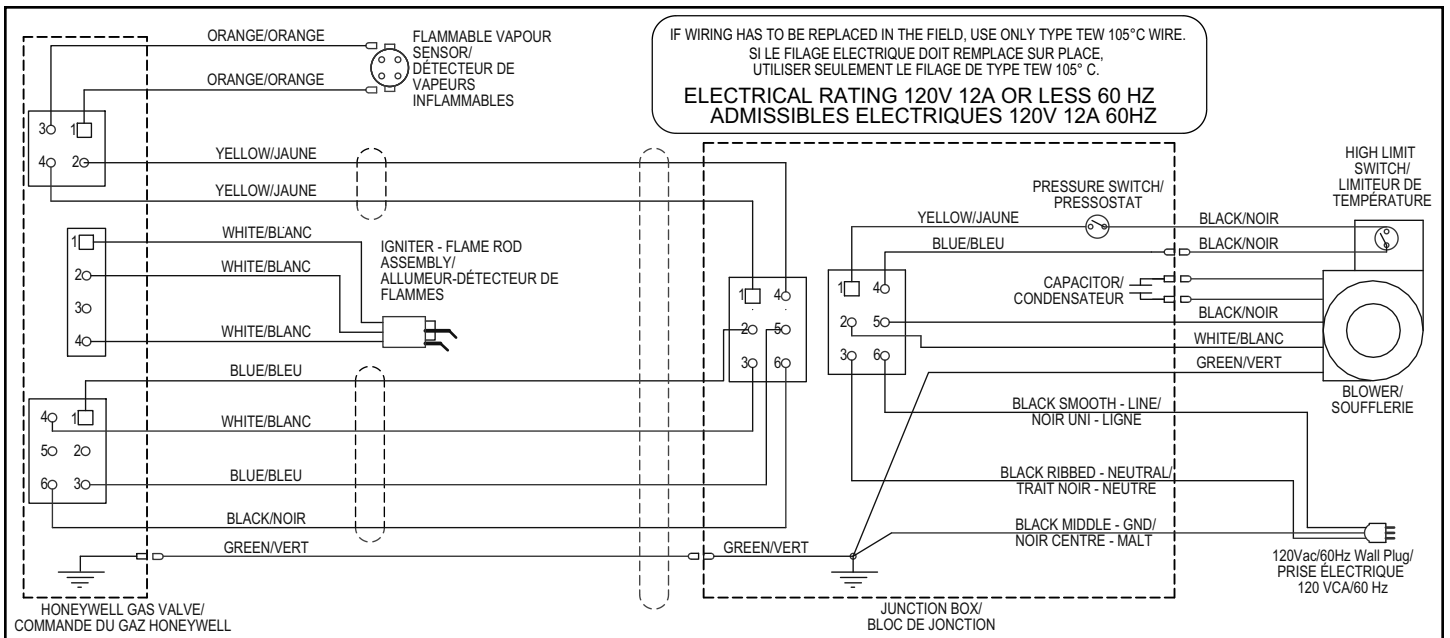 ORANGE/ORANGE
ORANGE/ORANGE
FLAMMABLE VAPOUR
SENSOR/
DÉTECTEUR DE
VAPEURS
INFLAMMABLES
IF WIRING HAS TO BE REPLACED IN THE FIELD, USE ONLY TYPE TEW 105°C WIRE.
SI LE FILAGE ELECTRIQUE DOIT REMPLACE SUR PLACE,
UTILISER SEULEMENT LE FILAGE DE TYPE TEW 105° C.
ELECTRICAL RATING 120V 12A OR LESS 60 HZ
ADMISSIBLES ELECTRIQUES 120V 12A 60HZ
3 1
4 2
YELLOW/JAUNE
YELLOW/JAUNE
1
2
3
4
WHITE/BLANC
WHITE/BLANC
WHITE/BLANC
IGNITER - FLAME ROD
ASSEMBLY/
ALLUMEUR-DÉTECTEUR DE
FLAMMES
4 1
5 2
6 3
BLUE/BLEU
WHITE/BLANC
BLUE/BLEU
BLACK/NOIR
GREEN/VERT
HONEYWELL GAS VALVE/
COMMANDE DU GAZ HONEYWELL
1 4
2 5
3 6
1 4
2 5
3 6
YELLOW/JAUNE
BLUE/BLEU
PRESSURE SWITCH/
PRESSOSTAT
BLACK/NOIR
BLACK/NOIR
HIGH LIMIT
SWITCH/
LIMITEUR DE
TEMPÉRATURE
CAPACITOR/
CONDENSATEUR
BLACK/NOIR
WHITE/BLANC
GREEN/VERT
BLOWER/
SOUFFLERIE
BLACK SMOOTH - LINE/
NOIR UNI - LIGNE
BLACK RIBBED - NEUTRAL/
TRAIT NOIR - NEUTRE
BLACK MIDDLE - GND/
NOIR CENTRE - MALT
GREEN/VERT
120Vac/60Hz Wall Plug/
PRISE ÉLECTRIQUE
120 VCA/60 Hz
JUNCTION BOX/
BLOC DE JONCTION